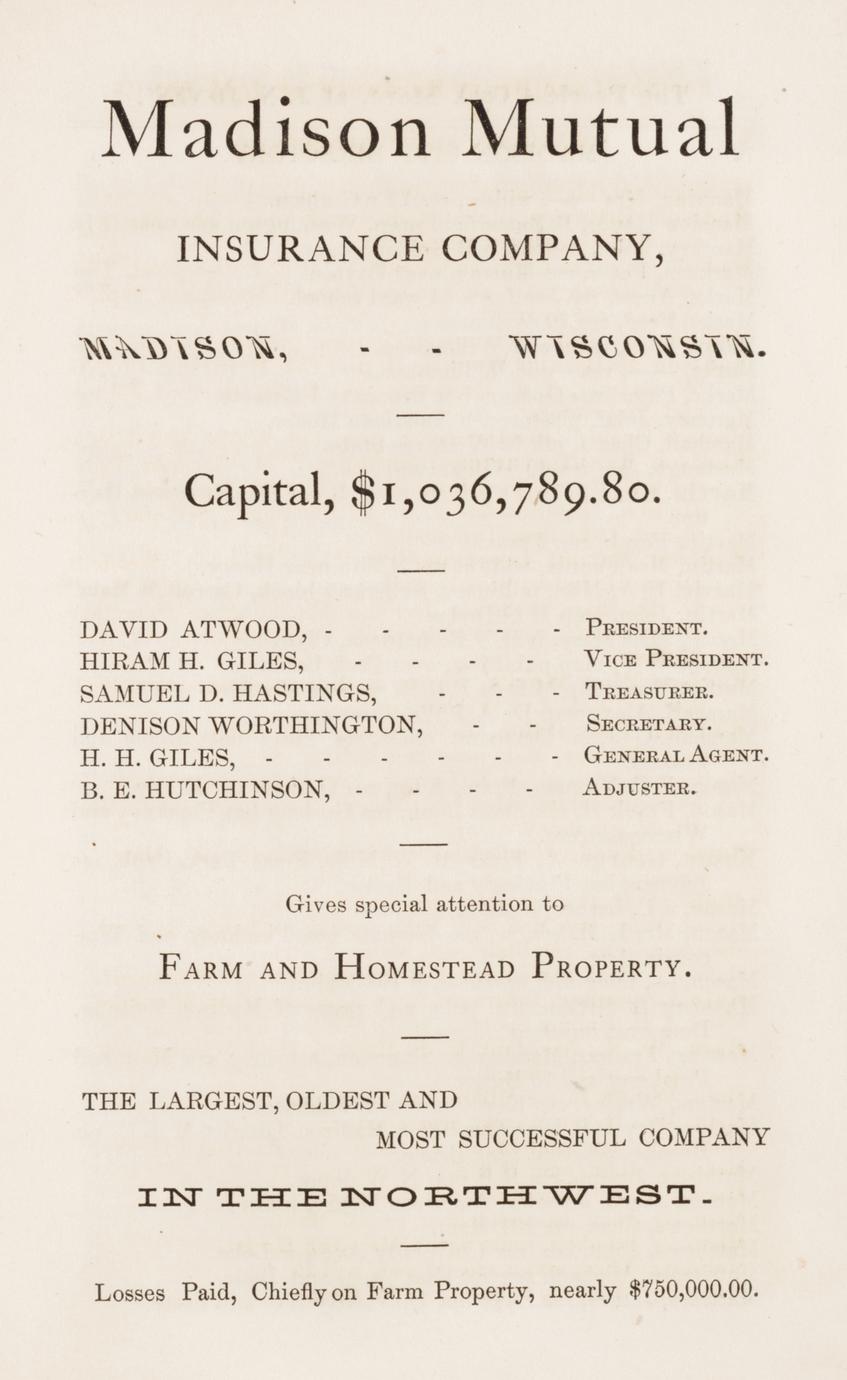 Madison Mutual
INSURANCE COMPANY,
MADISON, - - WISCONSIN.
Capital, $1,036,789.80.
DAVID ATWOOD, - - - - - PRESIDENT.
HIRAM H. GILES, - - - - VICE PRESIDENT.
SAMUEL D. HASTINGS, - - - TREASURER.
DENISON WORTHINGTON, - - SECRETARY.
H. H. GILES, - - - - - - GENERAL AGENT.
B. E. HUTCHINSON, - - - - ADJUSTER.
Gives special attention to
FARM AND HOMESTEAD PROPERTY.
THE LARGEST, OLDEST AND
MOST SUCCESSFUL COMPANY
IN THE NORTHWEST.
Losses Paid, Chiefly on Farm Property, nearly $750,000.00.